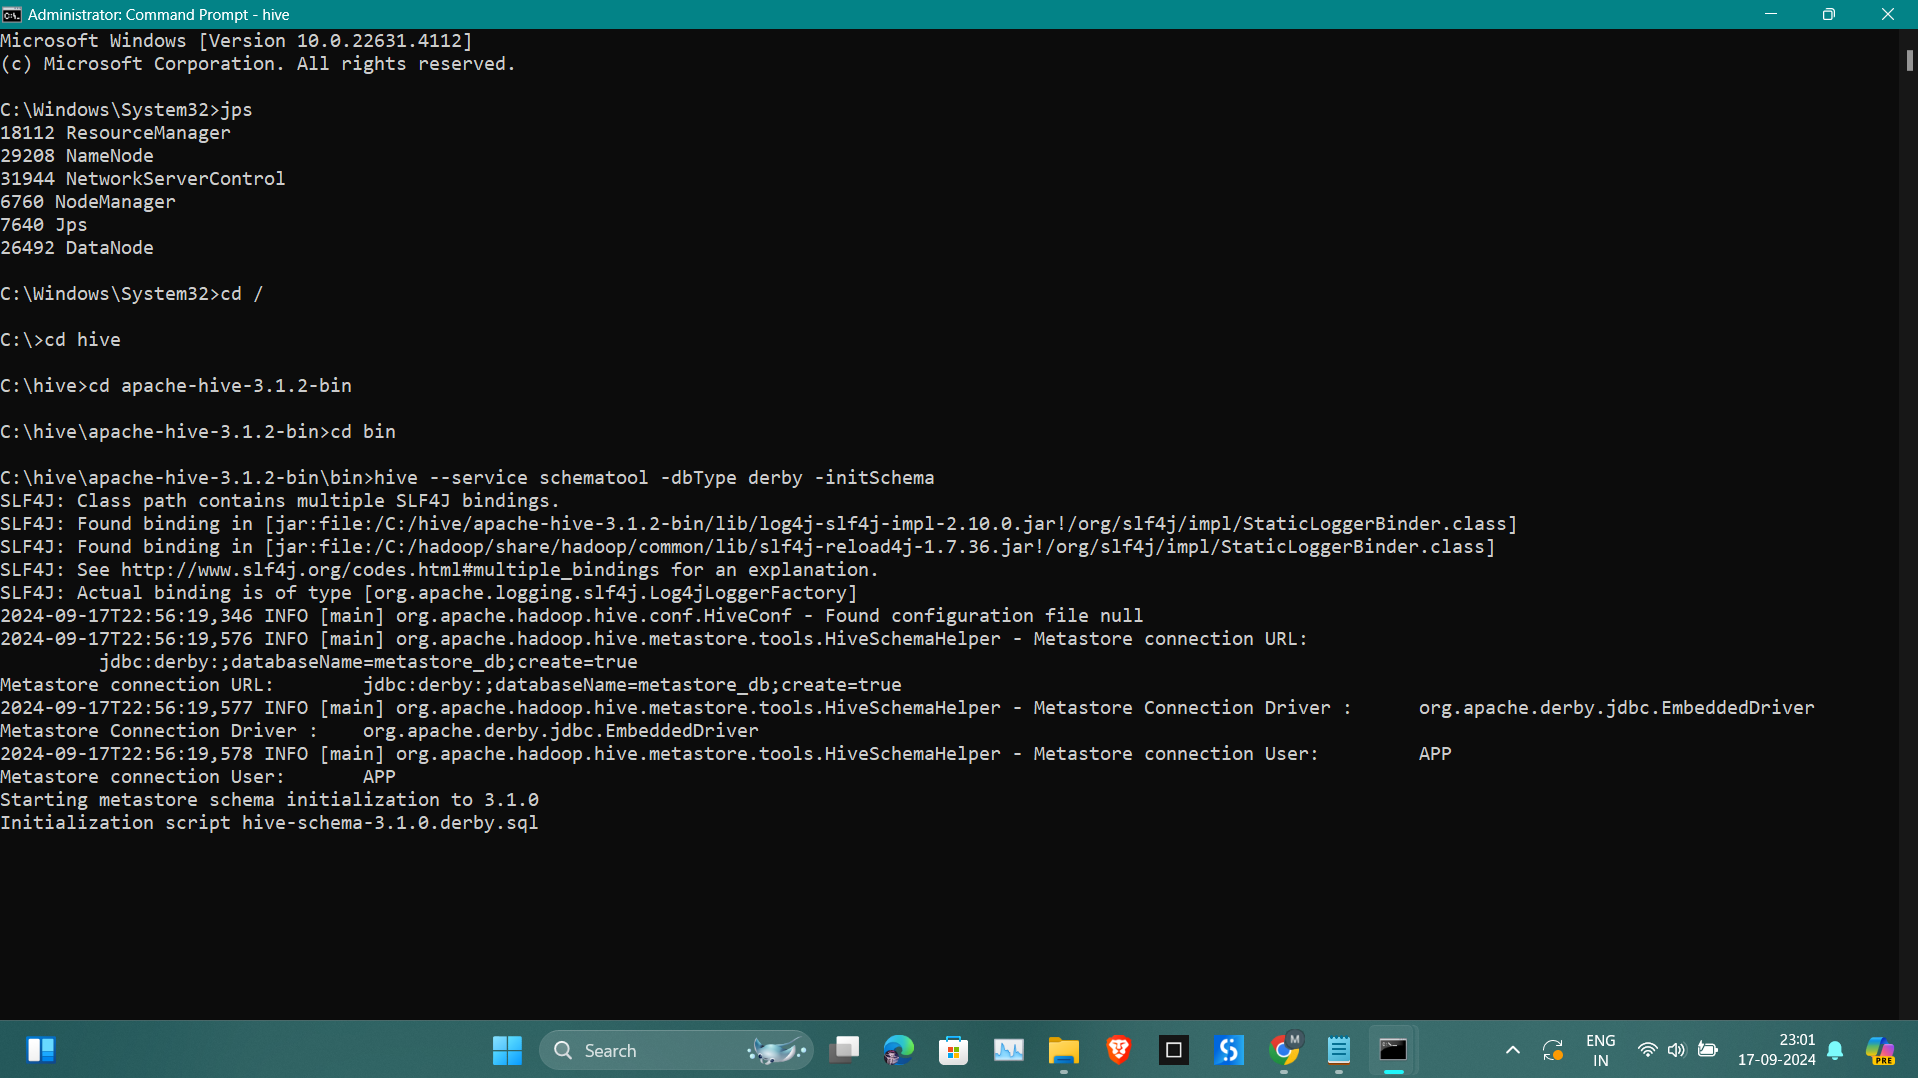 Administrator: Command Prompt - hive
Microsoft Windows [Version 10.0.22631.4112]
(c) Microsoft Corporation. All rights reserved.
C:\Windows\System32>jps
18112 ResourceManager
29208 NameNode
31944 NetworkServerControl
6760 NodeManager
7640 Jps
26492 DataNode
C:\Windows\System32>cd /
C:\>cd hive
C:\hive>cd apache-hive-3.1.2-bin
C:\hive\apache-hive-3.1.2-bin>cd bin
C:\hive\apache-hive-3.1.2-bin\bin>hive --service schematool -dbType derby -initSchema
SLF4J: Class path contains multiple SLF4J bindings.
SLF4J: Found binding in [jar:file:/C:/hive/apache-hive-3.1.2-bin/lib/log4j-slf4j-impl-2.10.0.jar!/org/slf4j/impl/StaticLoggerBinder.class]
SLF4J: Found binding in [jar:file:/C:/hadoop/share/hadoop/common/lib/slf4j-reload4j-1.7.36.jar!/org/slf4j/impl/StaticLoggerBinder.class]
SLF4J: See http://www.slf4j.org/codes.html#multiple_bindings for an explanation.
SLF4J: Actual binding is of type [org.apache.logging.slf4j.Log4jLoggerFactory]
2024-09-17T22:56:19,346 INFO [main] org.apache.hadoop.hive.conf.HiveConf - Found configuration file null
2024-09-17T22:56:19,576 INFO [main] org.apache.hadoop.hive.metastore.tools.HiveSchemaHelper - Metastore connection URL:
jdbc:derby:;databaseName=metastore_db;create=true
Metastore connection URL: jdbc:derby:;databaseName=metastore_db;create=true
2024-09-17T22:56:19,577 INFO [main] org.apache.hadoop.hive.metastore.tools.HiveSchemaHelper - Metastore Connection Driver : org.apache.derby.jdbc.EmbeddedDriver
Metastore Connection Driver : org.apache.derby.jdbc.EmbeddedDriver
2024-09-17T22:56:19,578 INFO [main] org.apache.hadoop.hive.metastore.tools.HiveSchemaHelper - Metastore connection User: APP
Metastore connection User: APP
Starting metastore schema initialization to 3.1.0
Initialization script hive-schema-3.1.0.derby.sql
Search
M
ENG
IN
23:01
17-09-2024
PRE